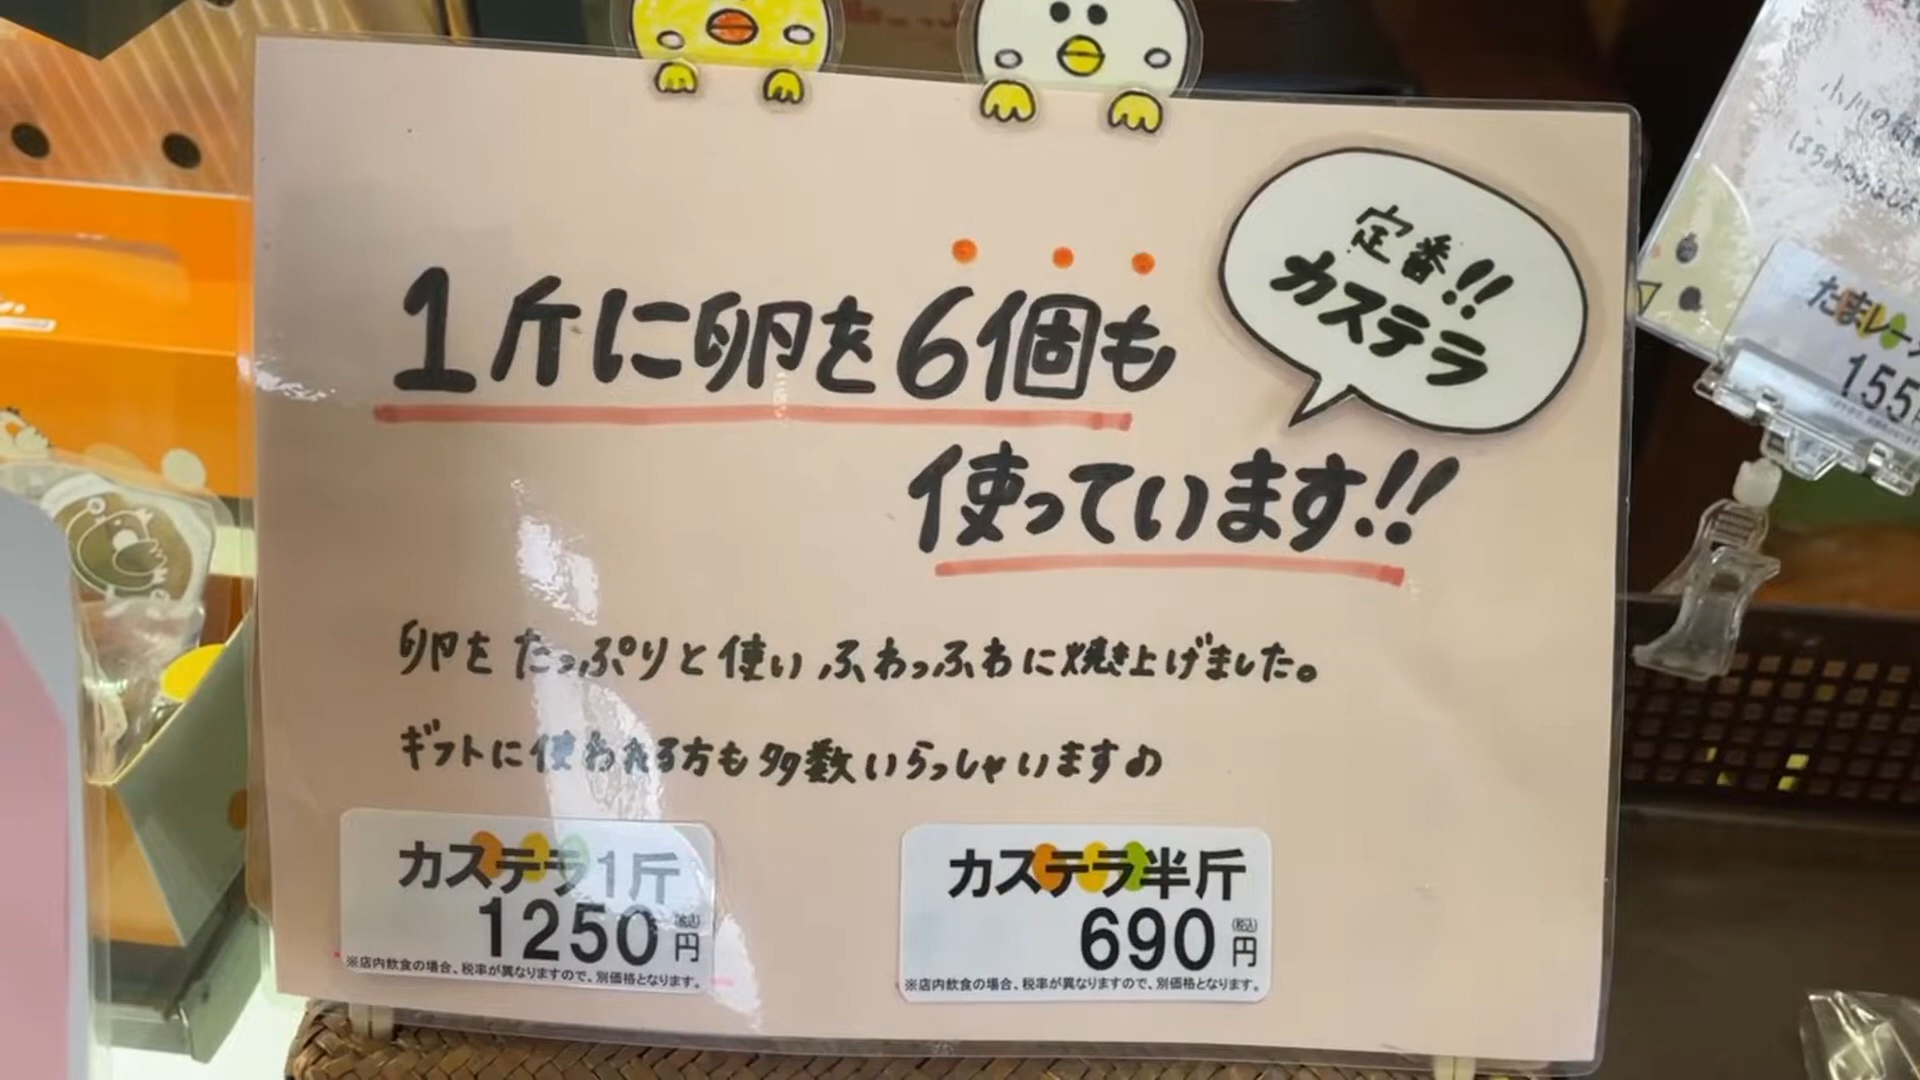 定番!!
カステラ
1斤に卵を6個も
使っています!!
卵をたっぷりと使いふわっふわに焼き上げました。
ギフトに使われる方も多数いらっしゃいます♪
カステラ1斤
1250円(税込)
※店内飲食の場合、税率が異なりますので、別価格となります。
カステラ半斤
690円(税込)
※店内飲食の場合、税率が異なりますので、別価格となります。
小川の
たまレー
155